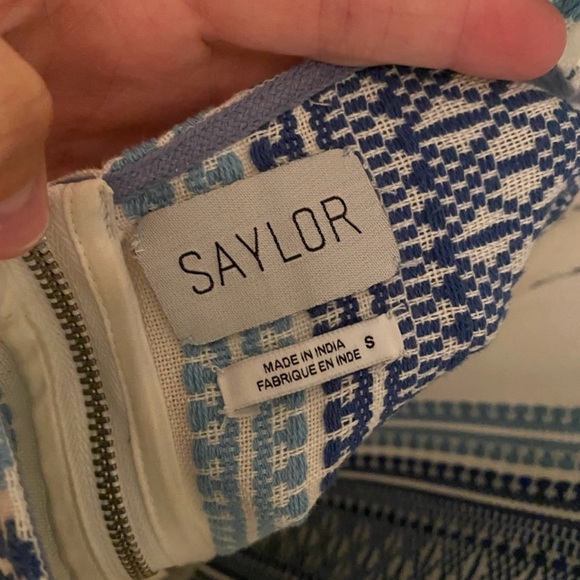 SAYLOR
MADE IN INDIA S
FABRIQUE EN INDE